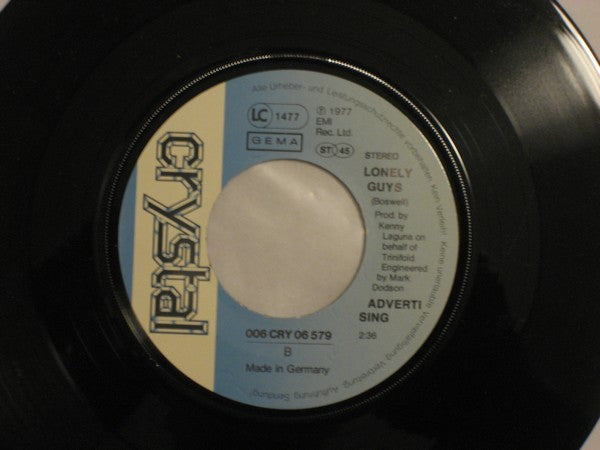 Alle Urheber- und Leistungsschutzrechte vorbehalten Kein Verleih! Keine unerlaubte Vervielfältigung, Vermietung, Aufführung, Sendung!
crystal
LC 1477
GEMA
℗ 1977
EMI
Rec. Ltd.
ST 45
STEREO
LONELY
GUYS
(Boswell)
Prod. by
Kenny
Laguna on
behalf of
Trinifold
Engineered
by Mark
Dodson
ADVERTI
SING
2:36
006 CRY 06 579
B
Made in Germany